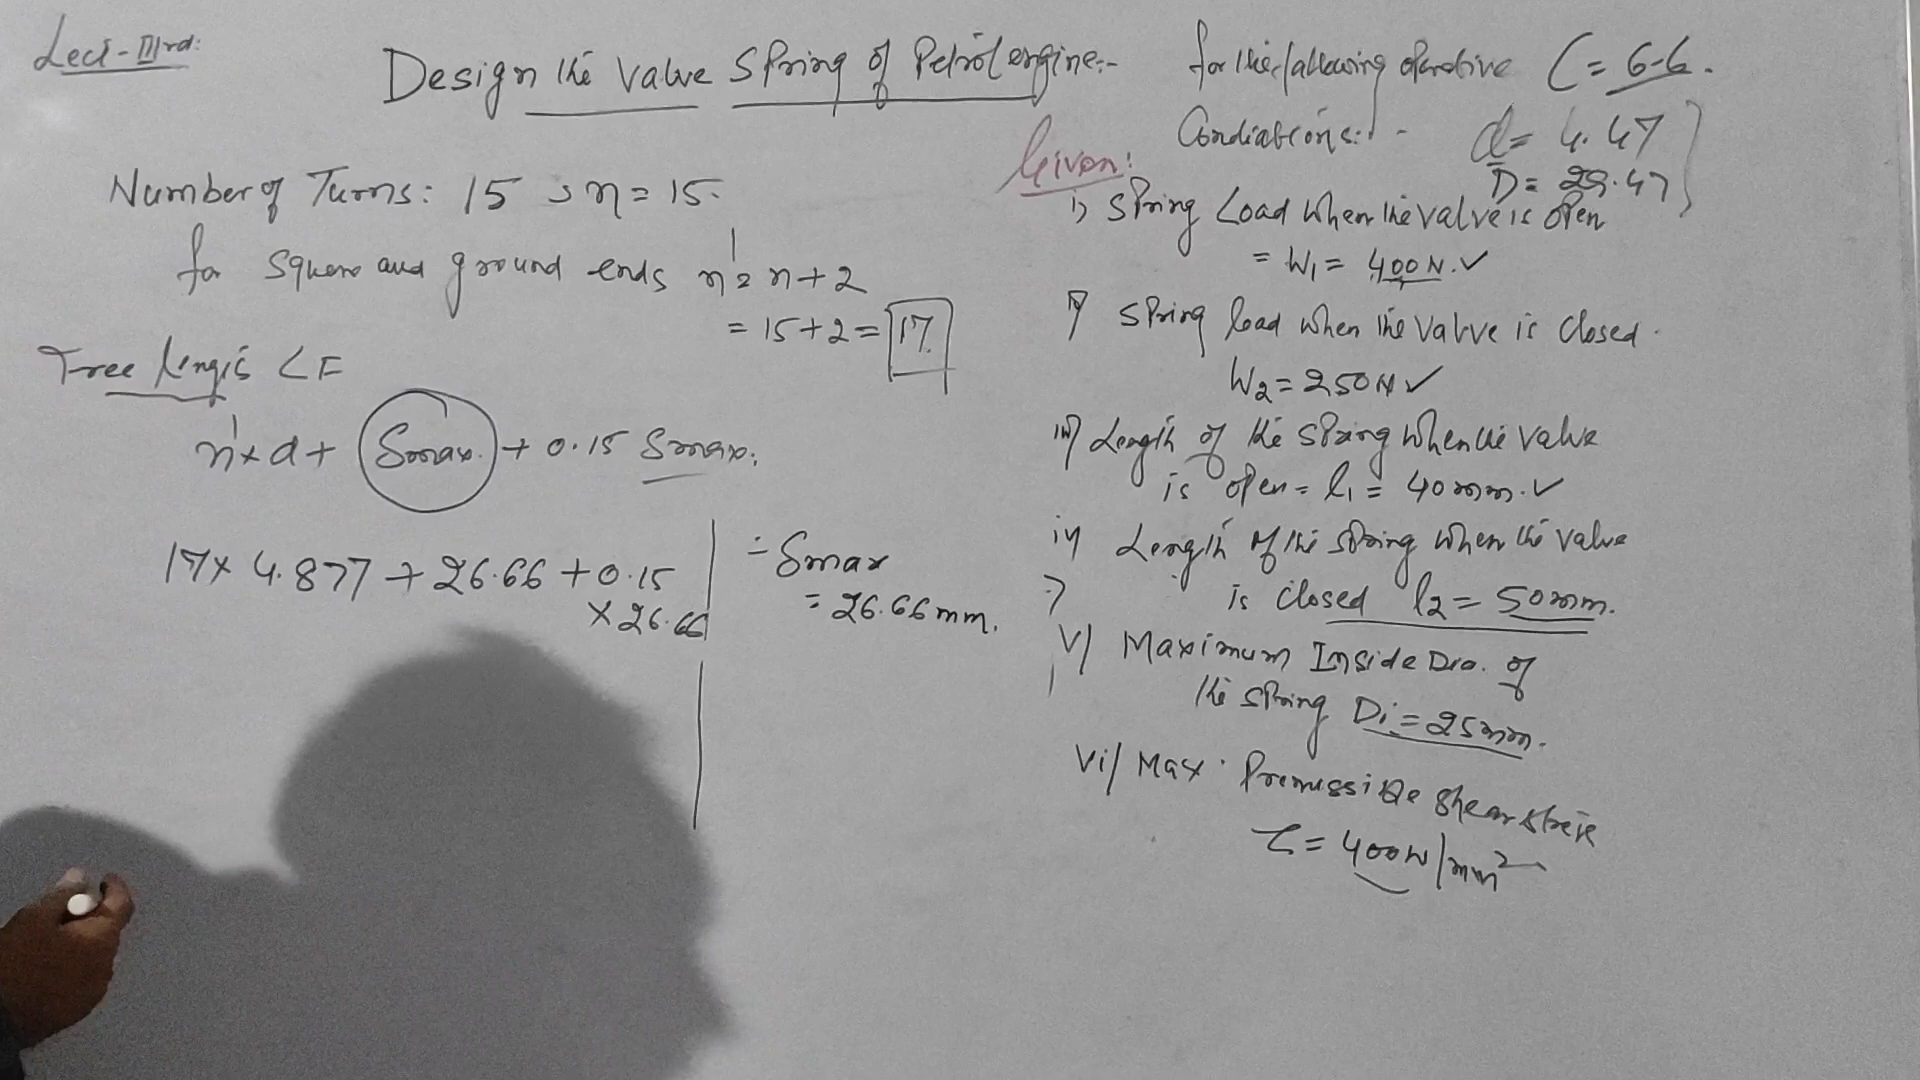 Lect-IIIrd:
Design the Valve Spring of Petrol engine:- for the following operative
Condiations:-
C = 6.6.
d = 4.47
D = 29.47
Number of Turns: 15 , n = 15.
for square and ground ends n' = n + 2
= 15 + 2 = 17.
Free length LF
n' x d + δmax. + 0.15 δmax.
17 x 4.877 + 26.66 + 0.15
x 26.66
= δmax
= 26.66 mm.
Given:
i) Spring Load when the valve is open
= W1 = 400 N. ✓
ii) Spring load when the valve is closed.
W2 = 250 N ✓
iii) Length of the spring when the valve
is open = l1 = 40 mm. ✓
iv) Length of the spring when the valve
is closed l2 = 50 mm.
v) Maximum Inside Dia. of
the spring Di = 25 mm.
vi) Max. Premissible Shear stress
τ = 400 N/mm²